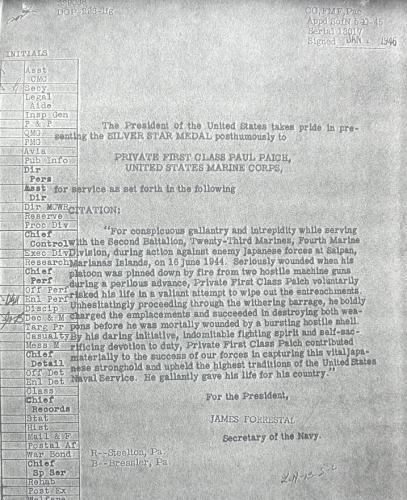 DGP-298-ljg
CG,FMF,Pac
Serial 18017
Signed JAN 1946
INITIALS
Asst
CMC
Secy
Legal
Aide
Insp Gen
P & P
QMG
PMG
Avia
Pub Info
Dir
Pers
Asst
Dir
Dir MCWR
Reserve
Proc Div
Chief
Control
Exec Div
Research
Chief
Perf
Off Perf
Enl Perf
Discip
Dec & M
Targ Pr
Casualty
Mess M
Chief
Detail
Off Det
Enl Det
Class
Chief
Records
Stat
Hist
Mail & F
Postal Af
War Bond
Chief
Sp Ser
Rehab
Post Ex
Welfare
The President of the United States takes pride in pre-
senting the SILVER STAR MEDAL posthumously to
PRIVATE FIRST CLASS PAUL PAICH,
UNITED STATES MARINE CORPS,
for service as set forth in the following
CITATION:
"For conspicuous gallantry and intrepidity while serving
with the Second Battalion, Twenty-Third Marines, Fourth Marine
Division, during action against enemy Japanese forces at Saipan,
Marianas Islands, on 16 June 1944. Seriously wounded when his
platoon was pinned down by fire from two hostile machine guns
during a perilous advance, Private First Class Paich voluntarily
risked his life in a valiant attempt to wipe out the entrenchments.
Unhesitatingly proceeding through the withering barrage, he boldly
charged the emplacements and succeeded in destroying both wea-
pons before he was mortally wounded by a bursting hostile shell.
By his daring initiative, indomitable fighting spirit and self-sac-
rificing devotion to duty, Private First Class Paich contributed
materially to the success of our forces in capturing this vital Japa-
nese stronghold and upheld the highest traditions of the United States
Naval Service. He gallantly gave his life for his country."
For the President,
JAMES FORRESTAL
Secretary of the Navy.
R--Steelton, Pa.
B--Bressler, Pa.